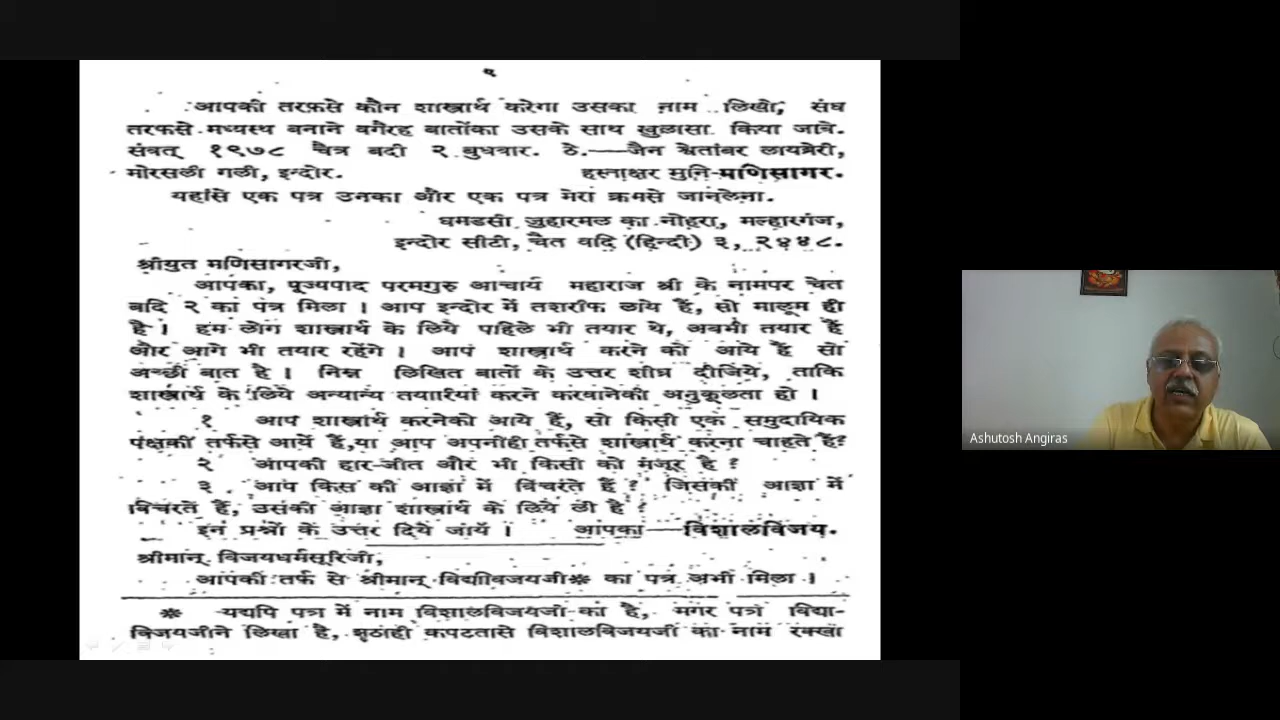 ५
आपकी तरफसे कौन शास्त्रार्थ करेगा उसका नाम लिखो, संघ
तरफसे मध्यस्थ बनाने वगैरह बातोंका उसके साथ खुलासा किया जावे.
संवत् १९७८ चैत्र बदी २ बुधवार. ठे.—जैन श्वेतांबर लायब्रेरी,
मोरसली गली, इन्दोर. हस्ताक्षर मुनि-मणिसागर.
यहांसे एक पत्र उनका और एक पत्र मेरा क्रमसे जानलेना.
घमडसी जुहारमल का नोहरा, मल्हारगंज,
इन्दोर सीटी, चैत वदि (हिन्दी) ३, २४४८.
श्रीयुत मणिसागरजी,
आपका, पूज्यपाद परमगुरु आचार्य महाराज श्री के नामपर चेत
बदि २ का पत्र मिला । आप इन्दोर में तशरीफ लाये हैं, सो मालूम ही
है । हम लोग शास्त्रार्थ के लिये पहिले भी तयार थे, अबभी तयार हैं
और आगे भी तयार रहेंगे । आप शास्त्रार्थ करने को आये हैं सो
अच्छी बात है । निम्न लिखित बातों के उत्तर शीघ्र दीजिये, ताकि
शास्त्रार्थ के लिये अन्यान्य तयारियां करने करवानेकी अनुकूलता हो ।
१ आप शास्त्रार्थ करनेको आये हैं, सो किसी एक समुदायिक
पक्षकी तर्फसे आये हैं,या आप अपनीही तर्फसे शास्त्रार्थ करना चाहते हैं?
२ आपकी हार-जीत और भी किसी को मंजूर है ?
३ आप किस की आज्ञा में विचरते हैं ? जिसकी आज्ञा में
विचरते हैं, उसकी आज्ञा शास्त्रार्थ के लिये ली है ?
इन प्रश्नों के उत्तर दिये जायँ । आपका—विशालविजय.
श्रीमान् विजयधर्मसूरिजी,
आपकी तर्फ से श्रीमान् विद्याविजयजी* का पत्र अभी मिला ।
* यद्यपि पत्र में नाम विशालविजयजी का है, मगर पत्र विद्या-
विजयजीने लिखा है, झूठाही कपटतासे विशालविजयजी का नाम रक्खा
Ashutosh Angiras